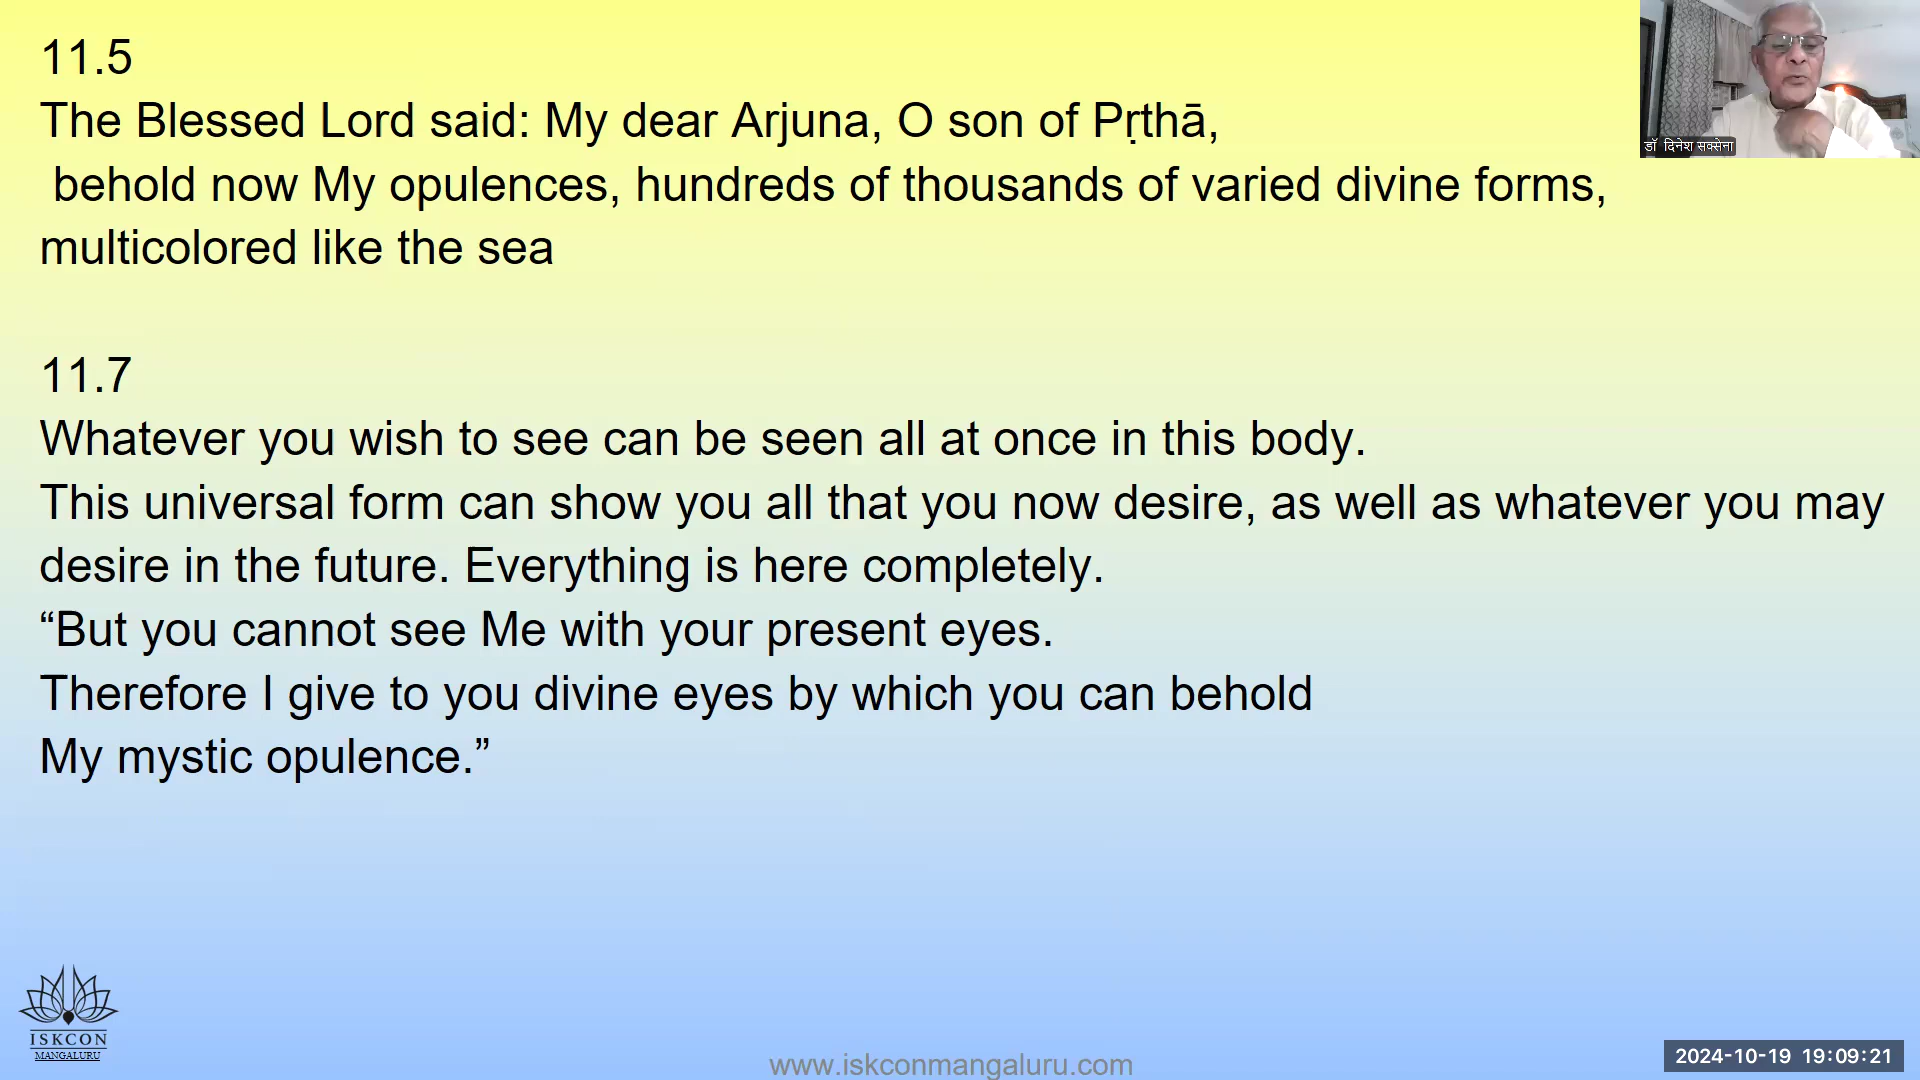 11.5
The Blessed Lord said: My dear Arjuna, O son of Pṛthā,
behold now My opulences, hundreds of thousands of varied divine forms,
multicolored like the sea
11.7
Whatever you wish to see can be seen all at once in this body.
This universal form can show you all that you now desire, as well as whatever you may
desire in the future. Everything is here completely.
“But you cannot see Me with your present eyes.
Therefore I give to you divine eyes by which you can behold
My mystic opulence.”
डॉ दिनेश सक्सेना
ISKCON
MANGALURU
www.iskconmangaluru.com
2024-10-19 19:09:21